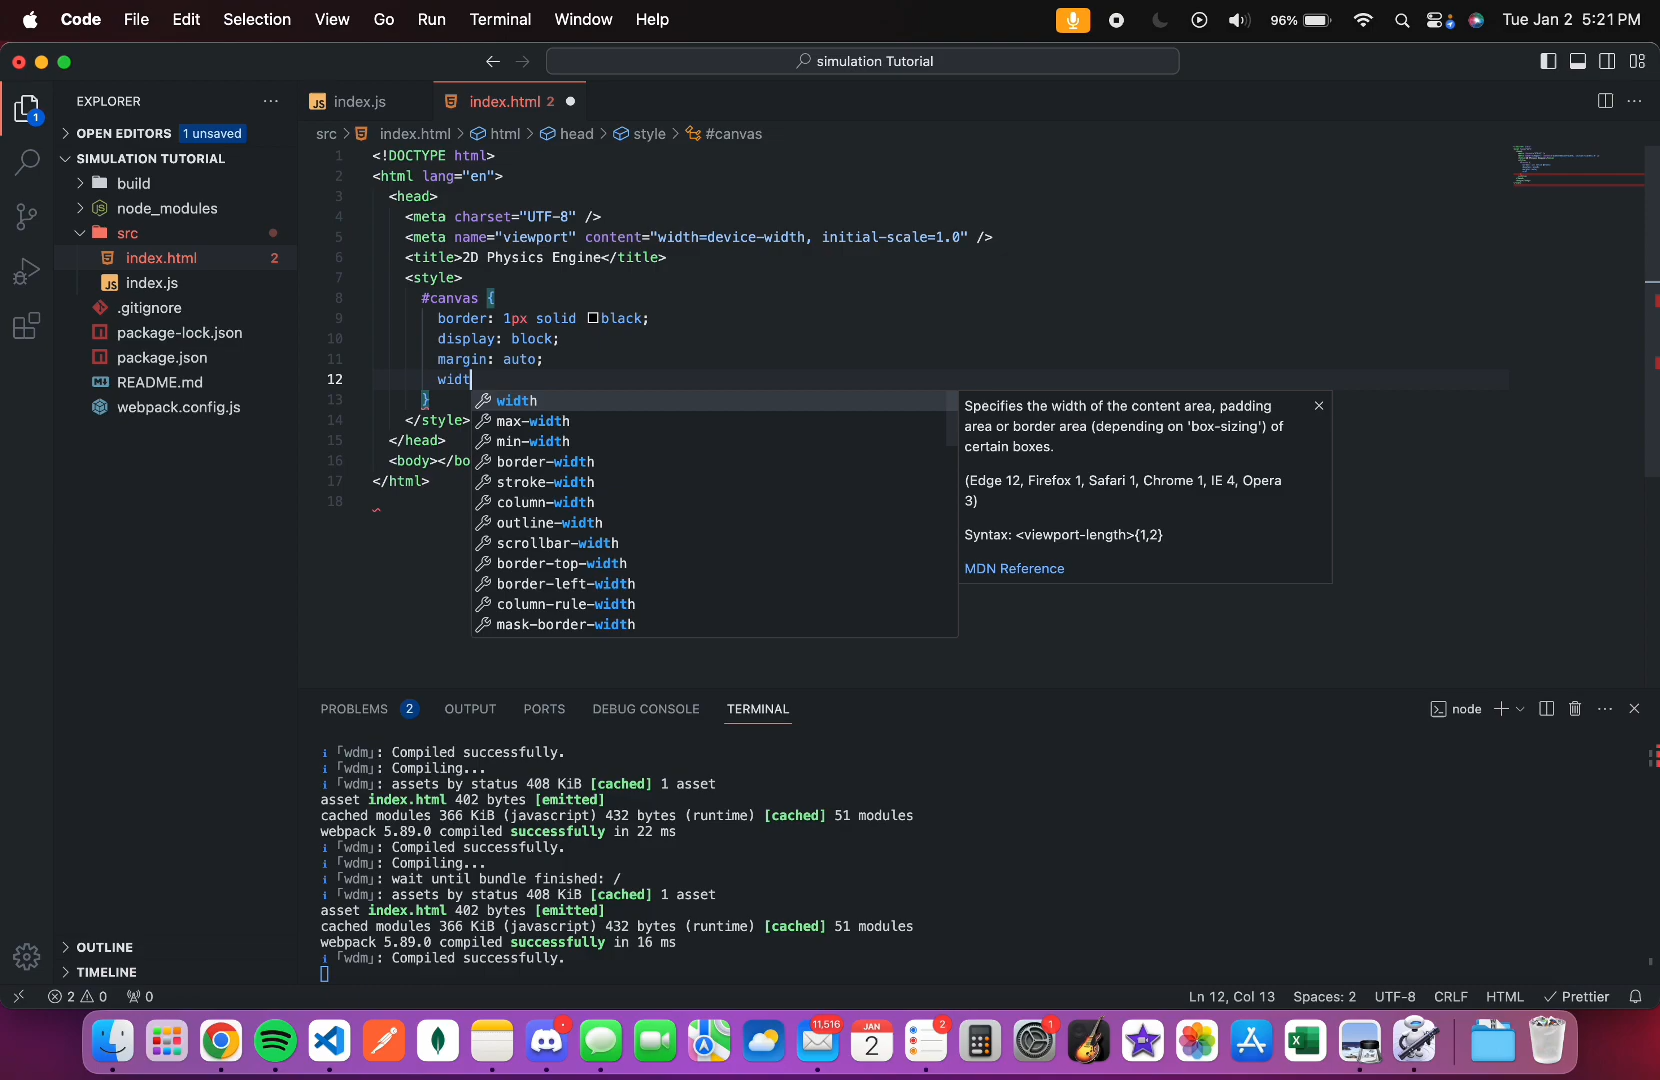 Code File Edit Selection View Go Run Terminal Window Help 96% Tue Jan 2 5:21 PM
simulation Tutorial
EXPLORER
1
OPEN EDITORS 1 unsaved
SIMULATION TUTORIAL
build
node_modules
src
index.html 2
index.js
.gitignore
package-lock.json
package.json
README.md
webpack.config.js
OUTLINE
TIMELINE
JS index.js index.html 2
src > index.html > html > head > style > #canvas
1 <!DOCTYPE html>
2 <html lang="en">
3 <head>
4 <meta charset="UTF-8" />
5 <meta name="viewport" content="width=device-width, initial-scale=1.0" />
6 <title>2D Physics Engine</title>
7 <style>
8 #canvas {
9 border: 1px solid black;
10 display: block;
11 margin: auto;
12 widt
13 }
14 </style>
15 </head>
16 <body></bo
17 </html>
18
width
max-width
min-width
border-width
stroke-width
column-width
outline-width
scrollbar-width
border-top-width
border-left-width
column-rule-width
mask-border-width
Specifies the width of the content area, padding
area or border area (depending on 'box-sizing') of
certain boxes.
(Edge 12, Firefox 1, Safari 1, Chrome 1, IE 4, Opera
3)
Syntax: <viewport-length>{1,2}
MDN Reference
PROBLEMS 2 OUTPUT PORTS DEBUG CONSOLE TERMINAL node
i ｢wdm｣: Compiled successfully.
i ｢wdm｣: Compiling...
i ｢wdm｣: assets by status 408 KiB [cached] 1 asset
asset index.html 402 bytes [emitted]
cached modules 366 KiB (javascript) 432 bytes (runtime) [cached] 51 modules
webpack 5.89.0 compiled successfully in 22 ms
i ｢wdm｣: Compiled successfully.
i ｢wdm｣: Compiling...
i ｢wdm｣: wait until bundle finished: /
i ｢wdm｣: assets by status 408 KiB [cached] 1 asset
asset index.html 402 bytes [emitted]
cached modules 366 KiB (javascript) 432 bytes (runtime) [cached] 51 modules
webpack 5.89.0 compiled successfully in 16 ms
i ｢wdm｣: Compiled successfully.
2 0 0 Ln 12, Col 13 Spaces: 2 UTF-8 CRLF HTML Prettier
11,516 JAN 2 2 1